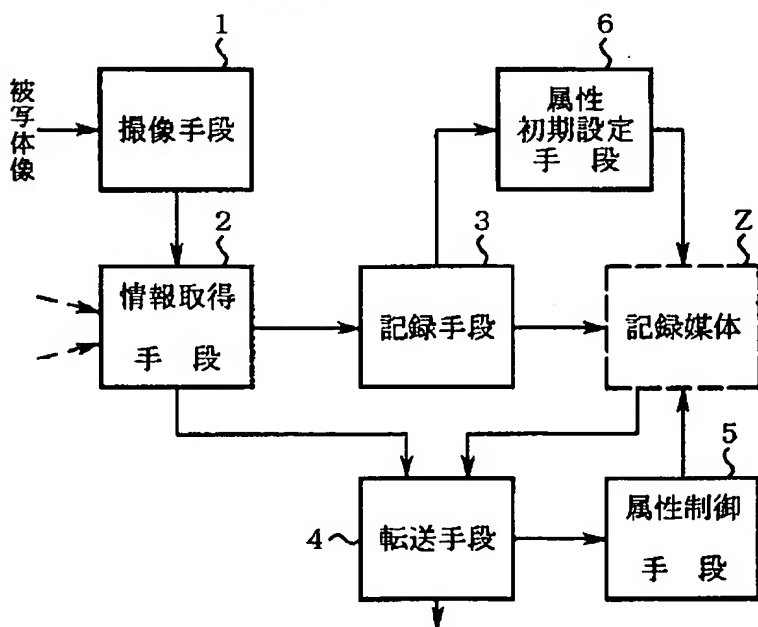 1
6
被写体像
撮像手段
属性
初期設定
手 段
2
3
Z
情報取得
手 段
記録手段
記録媒体
5
4
転送手段
属性制御
手 段